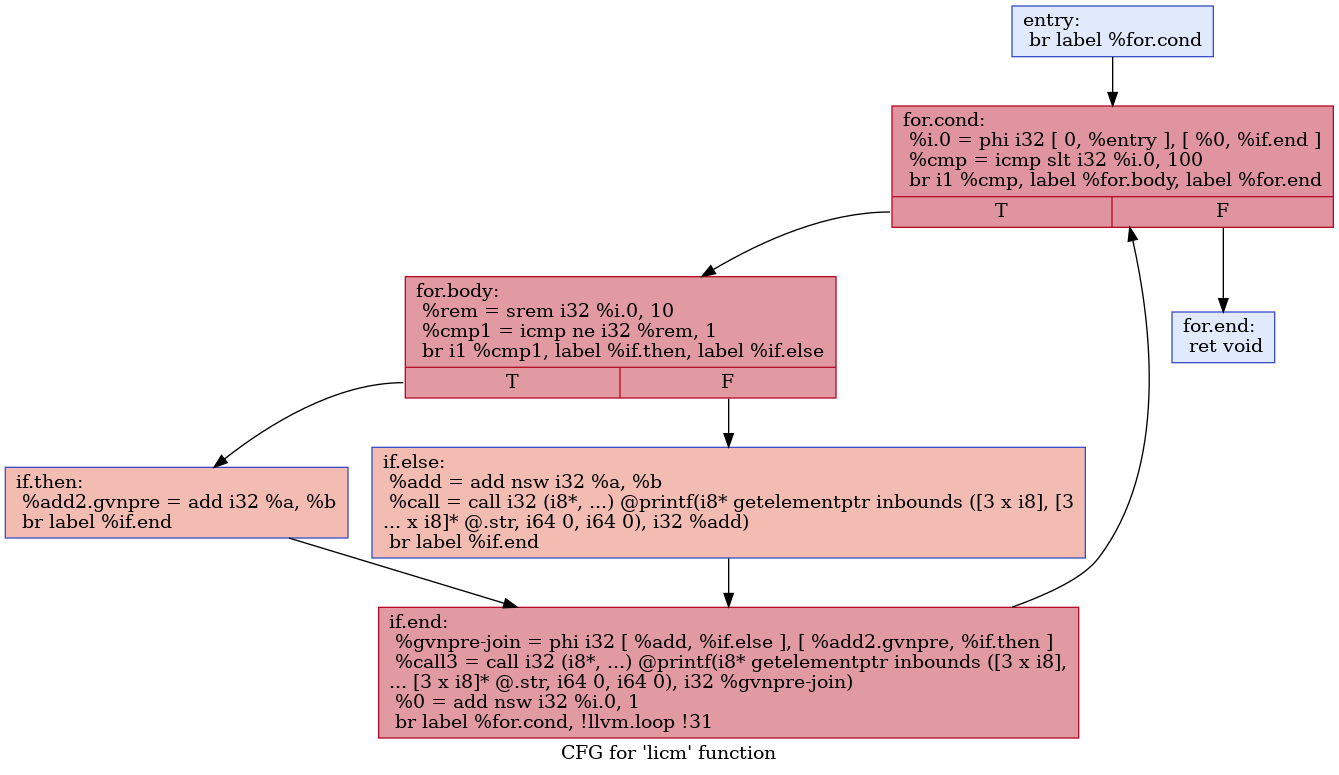 entry:
br label %for.cond
for.cond:
%i.0 = phi i32 [ 0, %entry ], [ %0, %if.end ]
%cmp = icmp slt i32 %i.0, 100
br i1 %cmp, label %for.body, label %for.end
T
F
for.body:
%rem = srem i32 %i.0, 10
%cmp1 = icmp ne i32 %rem, 1
br i1 %cmp1, label %if.then, label %if.else
T
F
for.end:
ret void
if.then:
%add2.gvnpre = add i32 %a, %b
br label %if.end
if.else:
%add = add nsw i32 %a, %b
%call = call i32 (i8*, ...) @printf(i8* getelementptr inbounds ([3 x i8], [3
... x i8]* @.str, i64 0, i64 0), i32 %add)
br label %if.end
if.end:
%gvnpre-join = phi i32 [ %add, %if.else ], [ %add2.gvnpre, %if.then ]
%call3 = call i32 (i8*, ...) @printf(i8* getelementptr inbounds ([3 x i8],
... [3 x i8]* @.str, i64 0, i64 0), i32 %gvnpre-join)
%0 = add nsw i32 %i.0, 1
br label %for.cond, !llvm.loop !31
CFG for 'licm' function